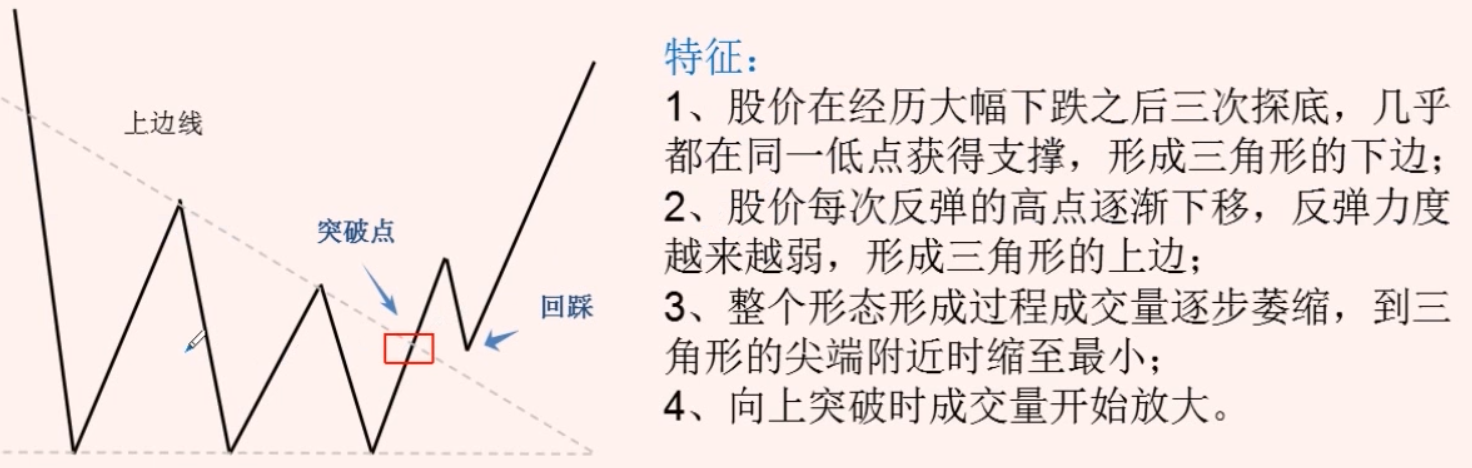 上边线
突破点
回踩
特征：
1、股价在经历大幅下跌之后三次探底，几乎
都在同一低点获得支撑，形成三角形的下边；
2、股价每次反弹的高点逐渐下移，反弹力度
越来越弱，形成三角形的上边；
3、整个形态形成过程成交量逐步萎缩，到三
角形的尖端附近时缩至最小；
4、向上突破时成交量开始放大。